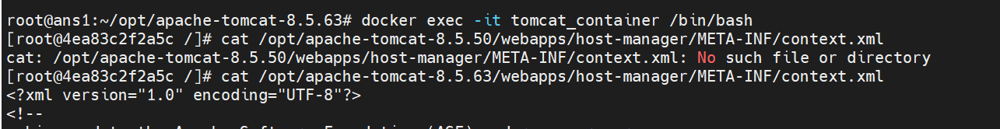 root@ans1:~/opt/apache-tomcat-8.5.63# docker exec -it tomcat_container /bin/bash
[root@4ea83c2f2a5c /]# cat /opt/apache-tomcat-8.5.50/webapps/host-manager/META-INF/context.xml
cat: /opt/apache-tomcat-8.5.50/webapps/host-manager/META-INF/context.xml: No such file or directory
[root@4ea83c2f2a5c /]# cat /opt/apache-tomcat-8.5.63/webapps/host-manager/META-INF/context.xml
<?xml version="1.0" encoding="UTF-8"?>
<!--